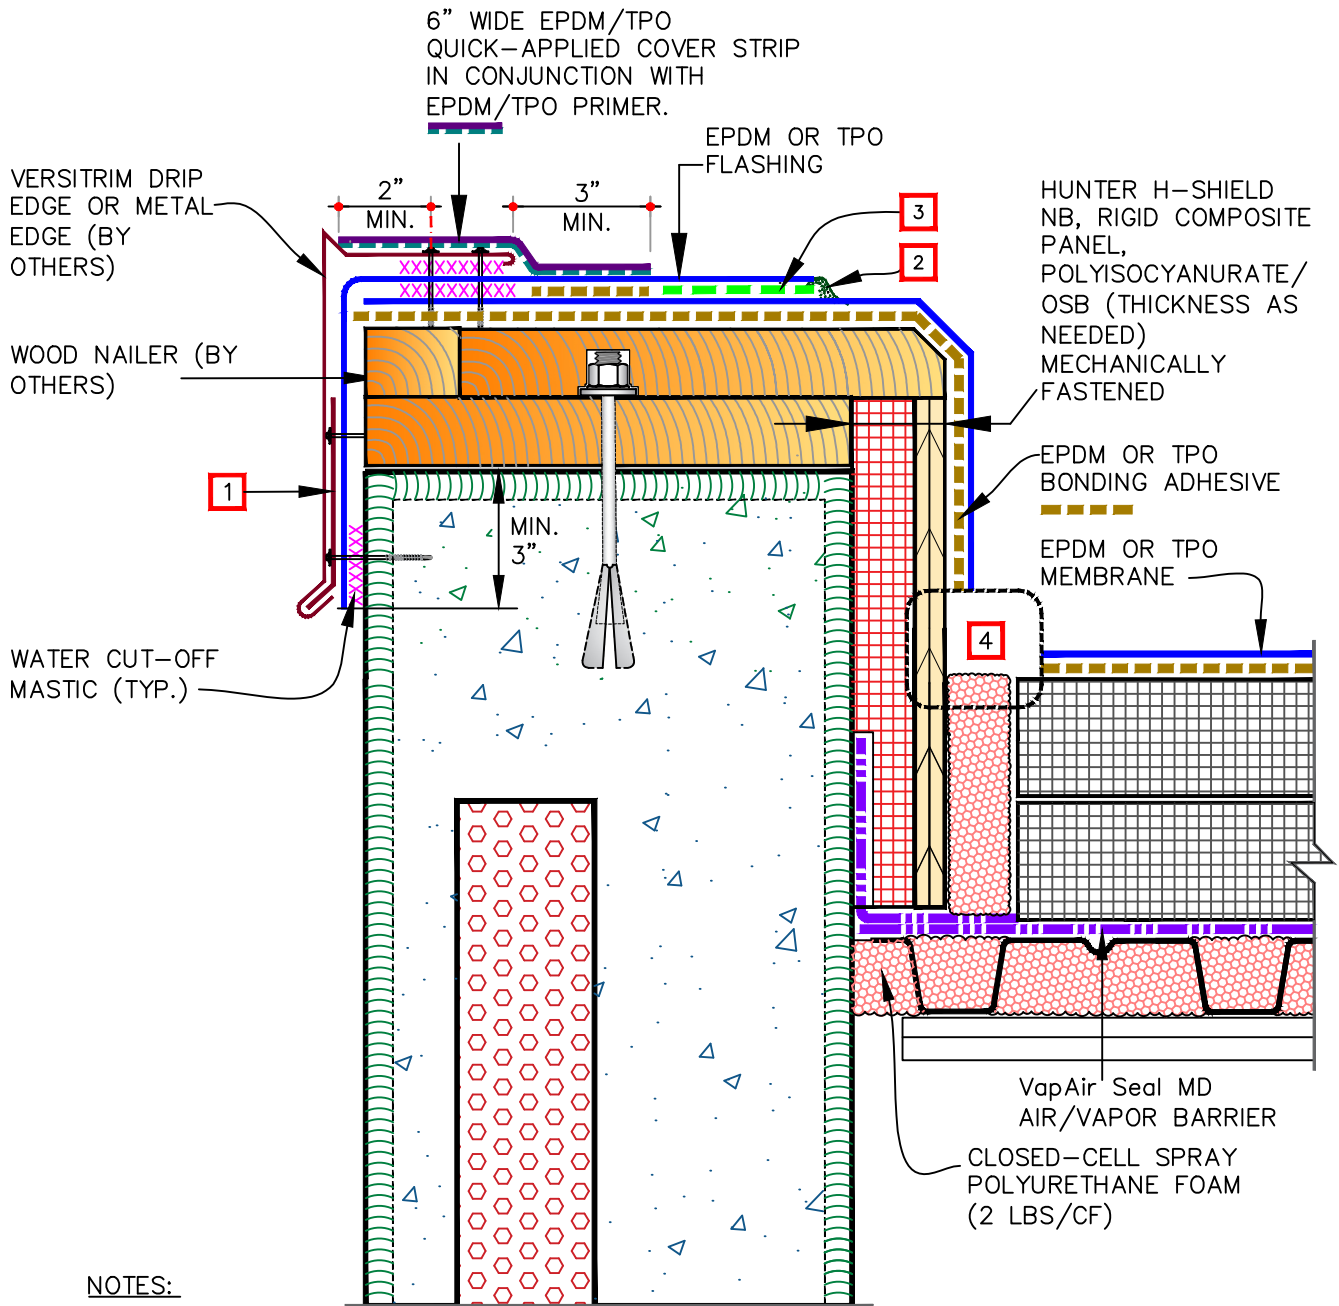 6” WIDE EPDM/TPO
QUICK–APPLIED COVER STRIP
IN CONJUNCTION WITH
EPDM/TPO PRIMER.
EPDM OR TPO
FLASHING
VERSITRIM DRIP
EDGE OR METAL
EDGE (BY
OTHERS)
2”
MIN.
3”
MIN.
3
2
HUNTER H–SHIELD
NB, RIGID COMPOSITE
PANEL,
POLYISOCYANURATE/
OSB (THICKNESS AS
NEEDED)
MECHANICALLY
FASTENED
WOOD NAILER (BY
OTHERS)
1
MIN.
3”
EPDM OR TPO
BONDING ADHESIVE
EPDM OR TPO
MEMBRANE
4
WATER CUT–OFF
MASTIC (TYP.)
VapAir Seal MD
AIR/VAPOR BARRIER
CLOSED–CELL SPRAY
POLYURETHANE FOAM
(2 LBS/CF)
NOTES: